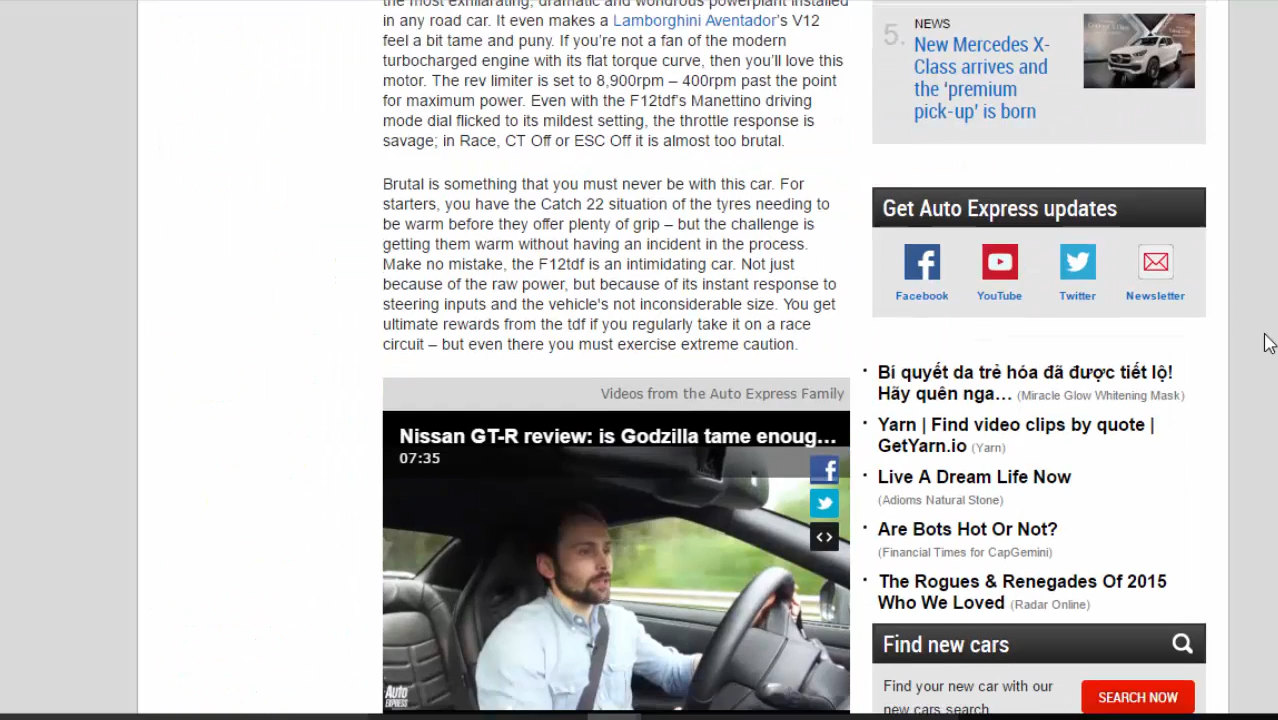 the most exhilarating, dramatic and wondrous powerplant installed
in any road car. It even makes a Lamborghini Aventador's V12
feel a bit tame and puny. If you're not a fan of the modern
turbocharged engine with its flat torque curve, then you'll love this
motor. The rev limiter is set to 8,900rpm – 400rpm past the point
for maximum power. Even with the F12tdf's Manettino driving
mode dial flicked to its mildest setting, the throttle response is
savage; in Race, CT Off or ESC Off it is almost too brutal.
Brutal is something that you must never be with this car. For
starters, you have the Catch 22 situation of the tyres needing to
be warm before they offer plenty of grip – but the challenge is
getting them warm without having an incident in the process.
Make no mistake, the F12tdf is an intimidating car. Not just
because of the raw power, but because of its instant response to
steering inputs and the vehicle's not inconsiderable size. You get
ultimate rewards from the tdf if you regularly take it on a race
circuit – but even there you must exercise extreme caution.
Videos from the Auto Express Family
Nissan GT-R review: is Godzilla tame enoug...
07:35
Auto
EXPRESS
5.
NEWS
New Mercedes X-
Class arrives and
the 'premium
pick-up' is born
Get Auto Express updates
Facebook YouTube Twitter Newsletter
Bí quyết da trẻ hóa đã được tiết lộ!
Hãy quên nga… (Miracle Glow Whitening Mask)
Yarn | Find video clips by quote |
GetYarn.io (Yarn)
Live A Dream Life Now
(Adioms Natural Stone)
Are Bots Hot Or Not?
(Financial Times for CapGemini)
The Rogues & Renegades Of 2015
Who We Loved (Radar Online)
Find new cars
Find your new car with our
new cars search
SEARCH NOW